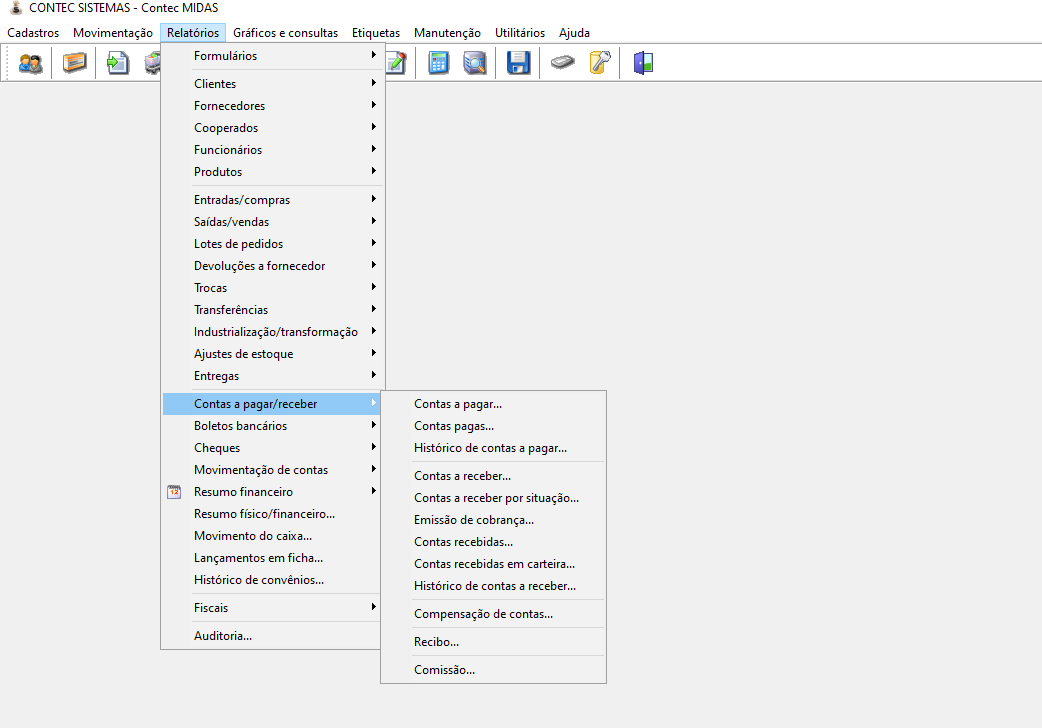 CONTEC SISTEMAS - Contec MIDAS
Cadastros Movimentação Relatórios Gráficos e consultas Etiquetas Manutenção Utilitários Ajuda
Formulários
Clientes
Fornecedores
Cooperados
Funcionários
Produtos
Entradas/compras
Saídas/vendas
Lotes de pedidos
Devoluções a fornecedor
Trocas
Transferências
Industrialização/transformação
Ajustes de estoque
Entregas
Contas a pagar/receber
Boletos bancários
Cheques
Movimentação de contas
12
Resumo financeiro
Resumo físico/financeiro...
Movimento do caixa...
Lançamentos em ficha...
Histórico de convênios...
Fiscais
Auditoria...
Contas a pagar...
Contas pagas...
Histórico de contas a pagar...
Contas a receber...
Contas a receber por situação...
Emissão de cobrança...
Contas recebidas...
Contas recebidas em carteira...
Histórico de contas a receber...
Compensação de contas...
Recibo...
Comissão...